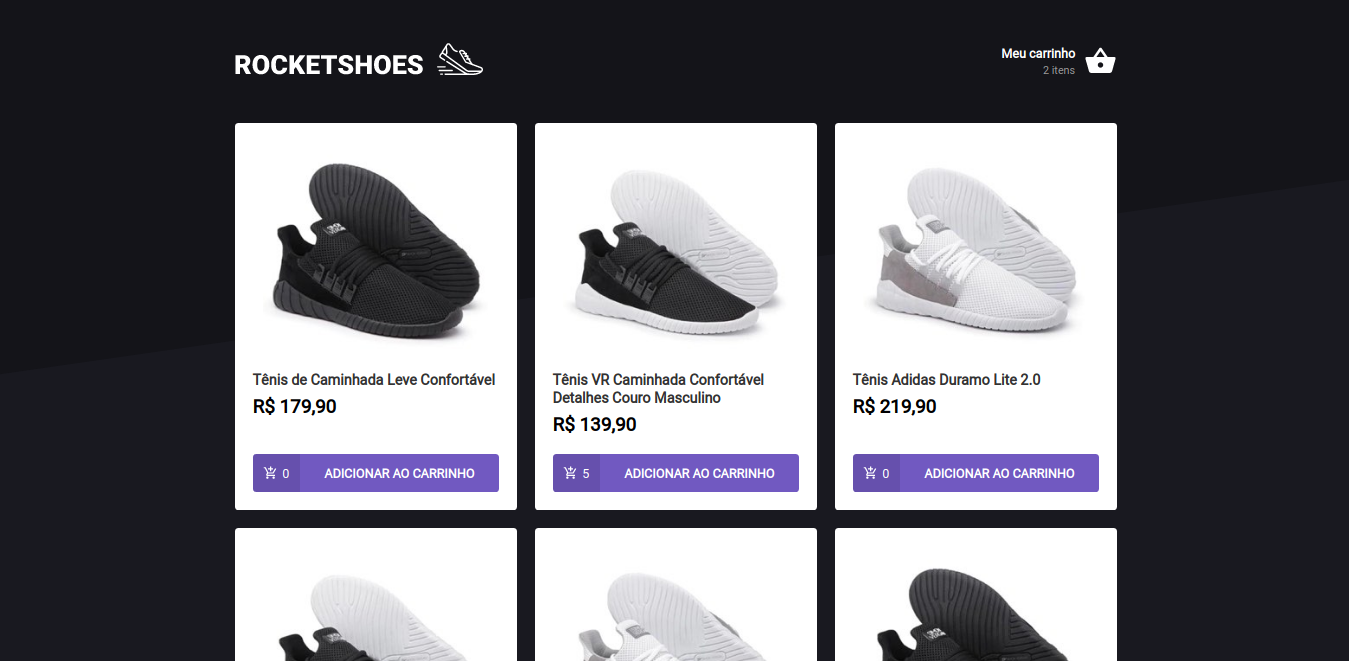 ROCKETSHOES
Meu carrinho
2 itens
Tênis de Caminhada Leve Confortável
R$ 179,90
0 ADICIONAR AO CARRINHO
Tênis VR Caminhada Confortável
Detalhes Couro Masculino
R$ 139,90
5 ADICIONAR AO CARRINHO
Tênis Adidas Duramo Lite 2.0
R$ 219,90
0 ADICIONAR AO CARRINHO